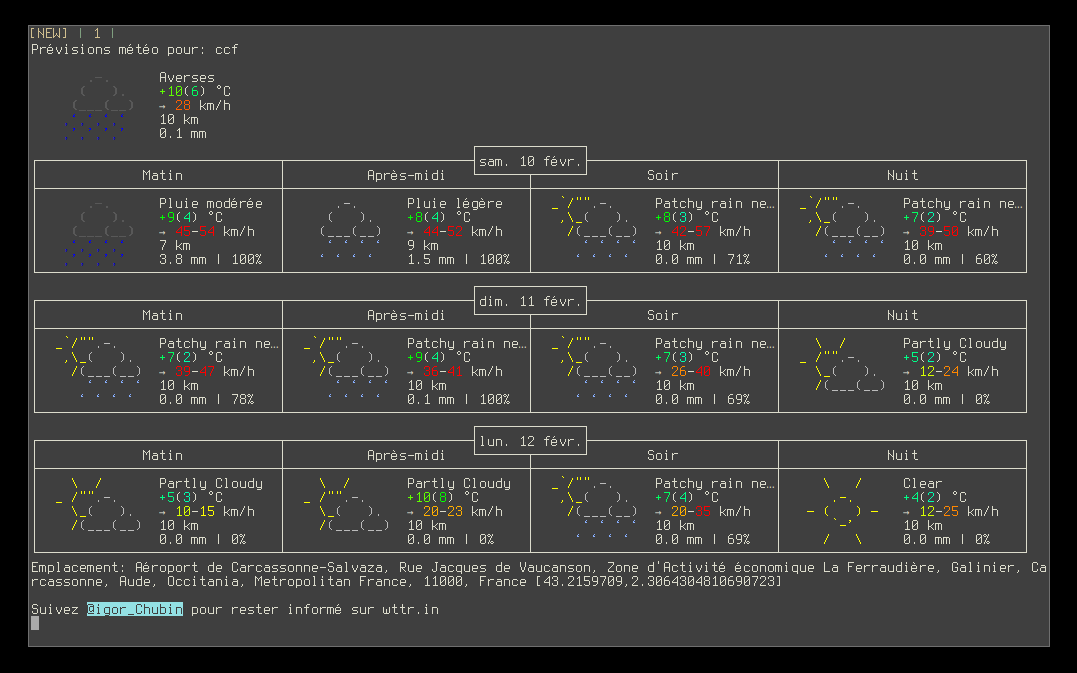 [NEW] | 1 |
Prévisions météo pour: ccf
Averses
+10(6) °C
→ 28 km/h
10 km
0.1 mm
sam. 10 févr.
Matin Après-midi Soir Nuit
Pluie modérée Pluie légère Patchy rain ne… Patchy rain ne…
+9(4) °C +8(4) °C +8(3) °C +7(2) °C
→ 45-54 km/h → 44-52 km/h → 42-57 km/h → 39-50 km/h
7 km 9 km 10 km 10 km
3.8 mm | 100% 1.5 mm | 100% 0.0 mm | 71% 0.0 mm | 60%
dim. 11 févr.
Matin Après-midi Soir Nuit
Patchy rain ne… Patchy rain ne… Patchy rain ne… Partly Cloudy
+7(2) °C +9(4) °C +7(3) °C +5(2) °C
→ 39-47 km/h → 36-41 km/h → 26-40 km/h → 12-24 km/h
10 km 10 km 10 km 10 km
0.0 mm | 78% 0.1 mm | 100% 0.0 mm | 69% 0.0 mm | 0%
lun. 12 févr.
Matin Après-midi Soir Nuit
Partly Cloudy Partly Cloudy Patchy rain ne… Clear
+5(3) °C +10(8) °C +7(4) °C +4(2) °C
→ 10-15 km/h → 20-23 km/h → 20-35 km/h → 12-25 km/h
10 km 10 km 10 km 10 km
0.0 mm | 0% 0.0 mm | 0% 0.0 mm | 69% 0.0 mm | 0%
Emplacement: Aéroport de Carcassonne-Salvaza, Rue Jacques de Vaucanson, Zone d'Activité économique La Ferraudière, Galinier, Ca
rcassonne, Aude, Occitania, Metropolitan France, 11000, France [43.2159709,2.3064304810690723]
Suivez @igor_Chubin pour rester informé sur wttr.in